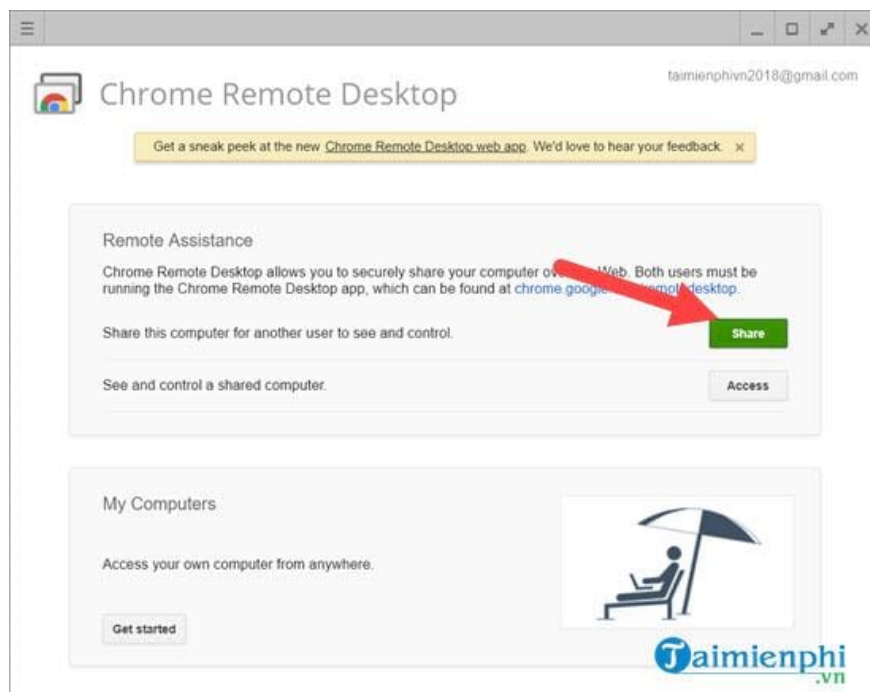 taimienphivn2018@gmail.com
Chrome Remote Desktop
Get a sneak peek at the new Chrome Remote Desktop web app. We'd love to hear your feedback. ×
Remote Assistance
Chrome Remote Desktop allows you to securely share your computer Web. Both users must be
running the Chrome Remote Desktop app, which can be found at chrome.google
Share this computer for another user to see and control.
Share
See and control a shared computer.
Access
My Computers
Access your own computer from anywhere.
Get started
Taimienphi
.vn